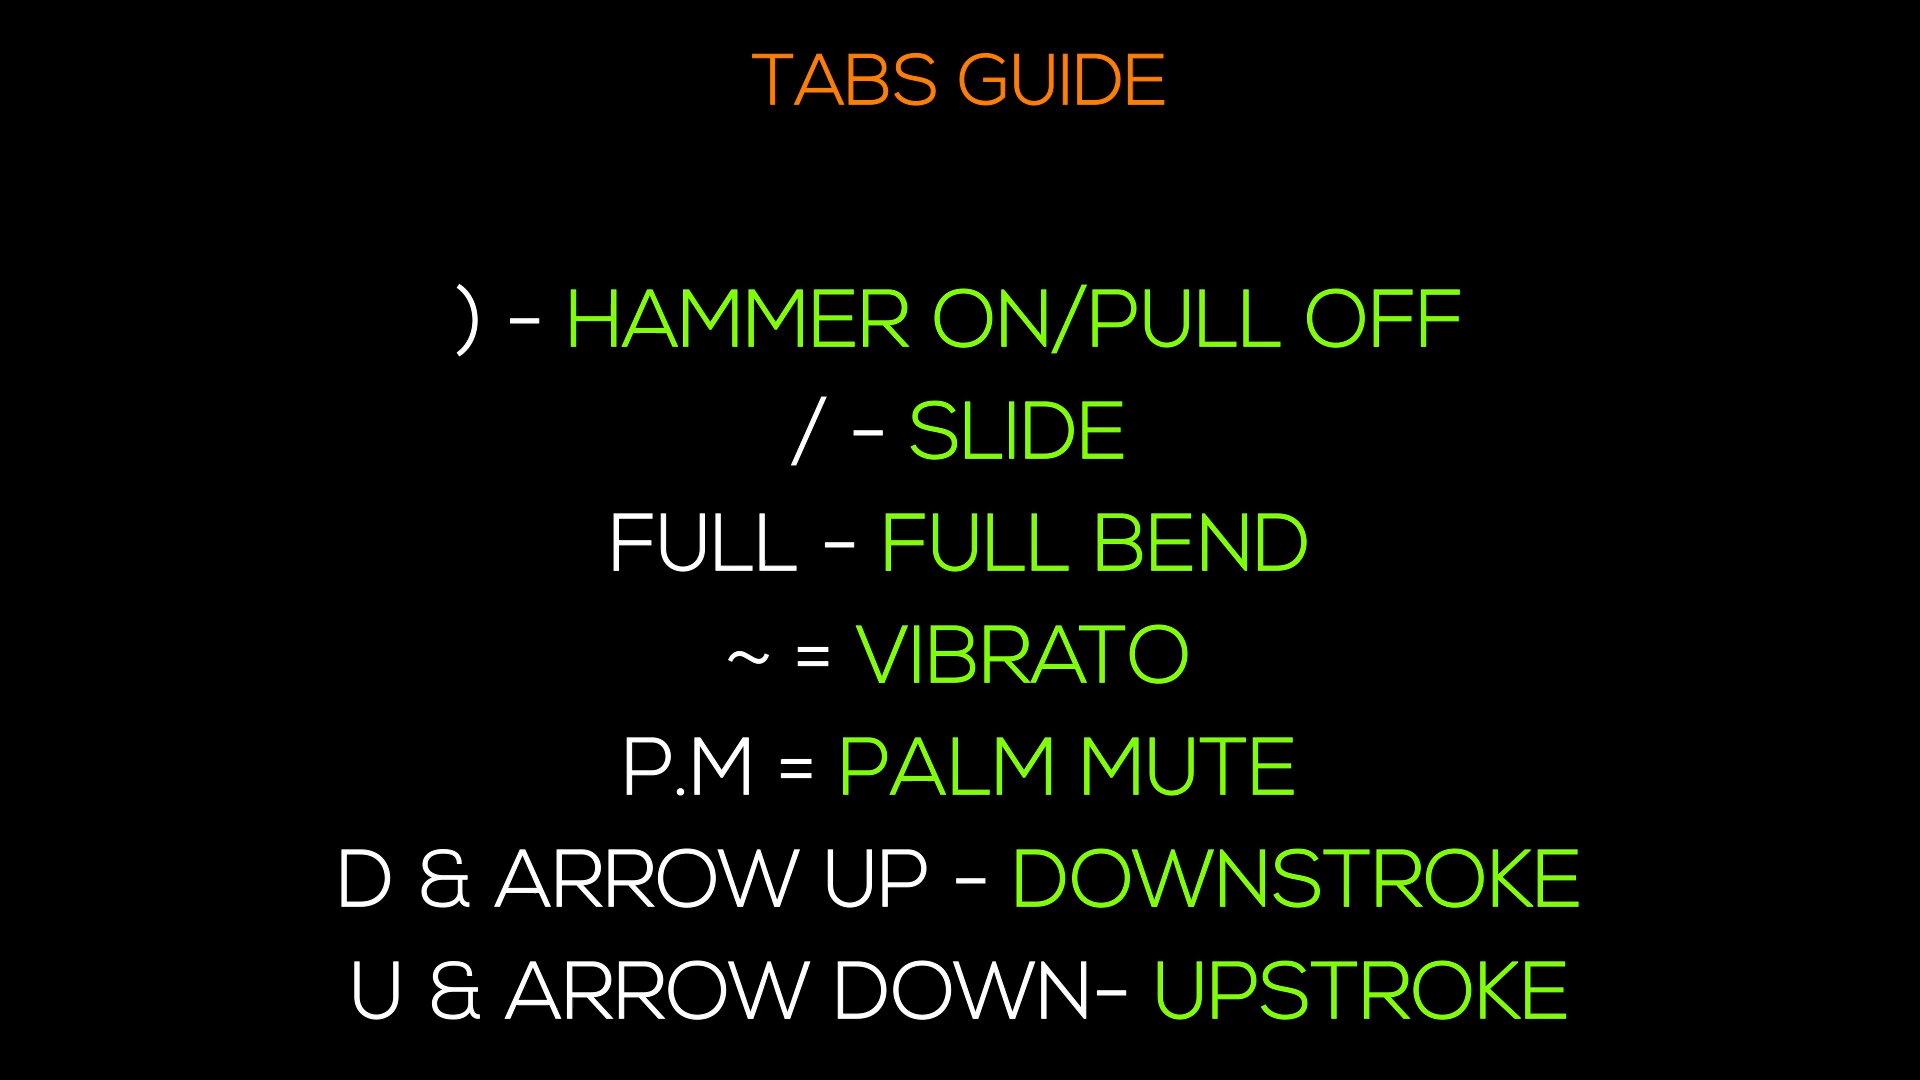 TABS GUIDE
) - HAMMER ON/PULL OFF
/ - SLIDE
FULL - FULL BEND
~ = VIBRATO
P.M = PALM MUTE
D & ARROW UP - DOWNSTROKE
U & ARROW DOWN- UPSTROKE